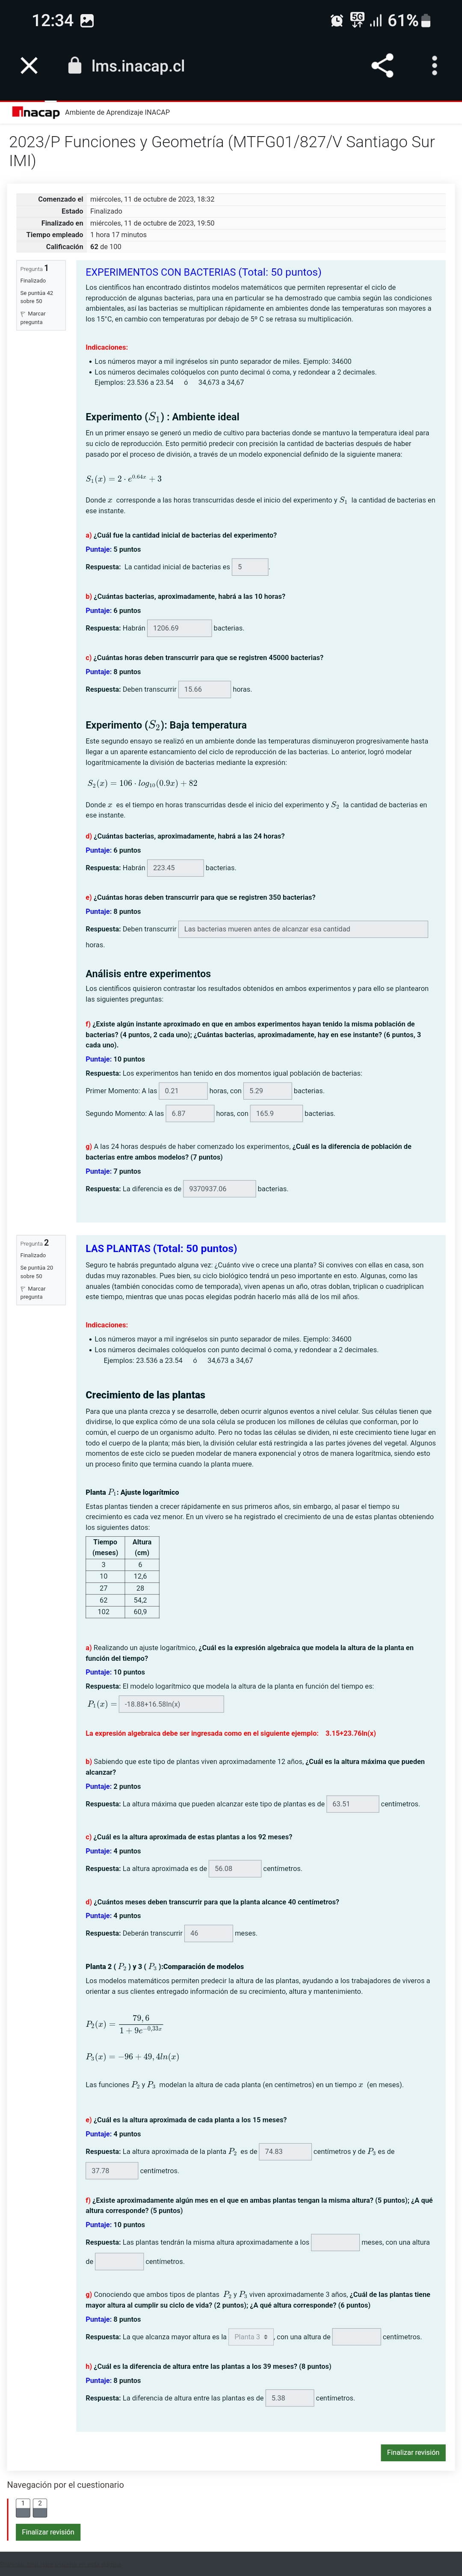 12:34
5G
61%
lms.inacap.cl
inacap Ambiente de Aprendizaje INACAP
2023/P Funciones y Geometría (MTFG01/827/V Santiago Sur
IMI)
Comenzado el miércoles, 11 de octubre de 2023, 18:32
Estado Finalizado
Finalizado en miércoles, 11 de octubre de 2023, 19:50
Tiempo empleado 1 hora 17 minutos
Calificación 62 de 100
Pregunta 1
Finalizado
Se puntúa 42
sobre 50
Marcar
pregunta
EXPERIMENTOS CON BACTERIAS (Total: 50 puntos)
Los científicos han encontrado distintos modelos matemáticos que permiten representar el ciclo de
reproducción de algunas bacterias, para una en particular se ha demostrado que cambia según las condiciones
ambientales, así las bacterias se multiplican rápidamente en ambientes donde las temperaturas son mayores a
los 15°C, en cambio con temperaturas por debajo de 5º C se retrasa su multiplicación.
Indicaciones:
• Los números mayor a mil ingréselos sin punto separador de miles. Ejemplo: 34600
• Los números decimales colóquelos con punto decimal ó coma, y redondear a 2 decimales.
Ejemplos: 23.536 a 23.54 ó 34,673 a 34,67
Experimento (S₁) : Ambiente ideal
En un primer ensayo se generó un medio de cultivo para bacterias donde se mantuvo la temperatura ideal para
su ciclo de reproducción. Esto permitió predecir con precisión la cantidad de bacterias después de haber
pasado por el proceso de división, a través de un modelo exponencial definido de la siguiente manera:
S₁(x) = 2 · e^{0.64x} + 3
Donde x corresponde a las horas transcurridas desde el inicio del experimento y S₁ la cantidad de bacterias en
ese instante.
a) ¿Cuál fue la cantidad inicial de bacterias del experimento?
Puntaje: 5 puntos
Respuesta: La cantidad inicial de bacterias es 5 .
b) ¿Cuántas bacterias, aproximadamente, habrá a las 10 horas?
Puntaje: 6 puntos
Respuesta: Habrán 1206.69 bacterias.
c) ¿Cuántas horas deben transcurrir para que se registren 45000 bacterias?
Puntaje: 8 puntos
Respuesta: Deben transcurrir 15.66 horas.
Experimento (S₂): Baja temperatura
Este segundo ensayo se realizó en un ambiente donde las temperaturas disminuyeron progresivamente hasta
llegar a un aparente estancamiento del ciclo de reproducción de las bacterias. Lo anterior, logró modelar
logarítmicamente la división de bacterias mediante la expresión:
S₂(x) = 106 · log₁₀(0.9x) + 82
Donde x es el tiempo en horas transcurridas desde el inicio del experimento y S₂ la cantidad de bacterias en
ese instante.
d) ¿Cuántas bacterias, aproximadamente, habrá a las 24 horas?
Puntaje: 6 puntos
Respuesta: Habrán 223.45 bacterias.
e) ¿Cuántas horas deben transcurrir para que se registren 350 bacterias?
Puntaje: 8 puntos
Respuesta: Deben transcurrir Las bacterias mueren antes de alcanzar esa cantidad
horas.
Análisis entre experimentos
Los científicos quisieron contrastar los resultados obtenidos en ambos experimentos y para ello se plantearon
las siguientes preguntas:
f) ¿Existe algún instante aproximado en que en ambos experimentos hayan tenido la misma población de
bacterias? (4 puntos, 2 cada uno); ¿Cuántas bacterias, aproximadamente, hay en ese instante? (6 puntos, 3
cada uno).
Puntaje: 10 puntos
Respuesta: Los experimentos han tenido en dos momentos igual población de bacterias:
Primer Momento: A las 0.21 horas, con 5.29 bacterias.
Segundo Momento: A las 6.87 horas, con 165.9 bacterias.
g) A las 24 horas después de haber comenzado los experimentos, ¿Cuál es la diferencia de población de
bacterias entre ambos modelos? (7 puntos)
Puntaje: 7 puntos
Respuesta: La diferencia es de 9370937.06 bacterias.
Pregunta 2
Finalizado
Se puntúa 20
sobre 50
Marcar
pregunta
LAS PLANTAS (Total: 50 puntos)
Seguro te habrás preguntado alguna vez: ¿Cuánto vive o crece una planta? Si convives con ellas en casa, son
dudas muy razonables. Pues bien, su ciclo biológico tendrá un peso importante en esto. Algunas, como las
anuales (también conocidas como de temporada), viven apenas un año, otras doblan, triplican o cuadriplican
este tiempo, mientras que unas pocas elegidas podrán hacerlo más allá de los mil años.
Indicaciones:
• Los números mayor a mil ingréselos sin punto separador de miles. Ejemplo: 34600
• Los números decimales colóquelos con punto decimal ó coma, y redondear a 2 decimales.
Ejemplos: 23.536 a 23.54 ó 34,673 a 34,67
Crecimiento de las plantas
Para que una planta crezca y se desarrolle, deben ocurrir algunos eventos a nivel celular. Sus células tienen que
dividirse, lo que explica cómo de una sola célula se producen los millones de células que conforman, por lo
común, el cuerpo de un organismo adulto. Pero no todas las células se dividen, ni este crecimiento tiene lugar en
todo el cuerpo de la planta; más bien, la división celular está restringida a las partes jóvenes del vegetal. Algunos
momentos de este ciclo se pueden modelar de manera exponencial y otros de manera logarítmica, siendo esto
un proceso finito que termina cuando la planta muere.
Planta P₁: Ajuste logarítmico
Estas plantas tienden a crecer rápidamente en sus primeros años, sin embargo, al pasar el tiempo su
crecimiento es cada vez menor. En un vivero se ha registrado el crecimiento de una de estas plantas obteniendo
los siguientes datos:
Tiempo Altura
(meses) (cm)
3 6
10 12,6
27 28
62 54,2
102 60,9
a) Realizando un ajuste logarítmico, ¿Cuál es la expresión algebraica que modela la altura de la planta en
función del tiempo?
Puntaje: 10 puntos
Respuesta: El modelo logarítmico que modela la altura de la planta en función del tiempo es:
P₁(x) = -18.88+16.58ln(x)
La expresión algebraica debe ser ingresada como en el siguiente ejemplo: 3.15+23.76ln(x)
b) Sabiendo que este tipo de plantas viven aproximadamente 12 años, ¿Cuál es la altura máxima que pueden
alcanzar?
Puntaje: 2 puntos
Respuesta: La altura máxima que pueden alcanzar este tipo de plantas es de 63.51 centímetros.
c) ¿Cuál es la altura aproximada de estas plantas a los 92 meses?
Puntaje: 4 puntos
Respuesta: La altura aproximada es de 56.08 centímetros.
d) ¿Cuántos meses deben transcurrir para que la planta alcance 40 centímetros?
Puntaje: 4 puntos
Respuesta: Deberán transcurrir 46 meses.
Planta 2 ( P₂ ) y 3 ( P₃ ):Comparación de modelos
Los modelos matemáticos permiten predecir la altura de las plantas, ayudando a los trabajadores de viveros a
orientar a sus clientes entregado información de su crecimiento, altura y mantenimiento.
P₂(x) = 79, 6 / 1 + 9e^{−0,33x}
P₃(x) = −96 + 49, 4ln(x)
Las funciones P₂ y P₃ modelan la altura de cada planta (en centímetros) en un tiempo x (en meses).
e) ¿Cuál es la altura aproximada de cada planta a los 15 meses?
Puntaje: 4 puntos
Respuesta: La altura aproximada de la planta P₂ es de 74.83 centímetros y de P₃ es de
37.78 centímetros.
f) ¿Existe aproximadamente algún mes en el que en ambas plantas tengan la misma altura? (5 puntos); ¿A qué
altura corresponde? (5 puntos)
Puntaje: 10 puntos
Respuesta: Las plantas tendrán la misma altura aproximadamente a los meses, con una altura
de centímetros.
g) Conociendo que ambos tipos de plantas P₂ y P₃ viven aproximadamente 3 años, ¿Cuál de las plantas tiene
mayor altura al cumplir su ciclo de vida? (2 puntos); ¿A qué altura corresponde? (6 puntos)
Puntaje: 8 puntos
Respuesta: La que alcanza mayor altura es la Planta 3 , con una altura de centímetros.
h) ¿Cuál es la diferencia de altura entre las plantas a los 39 meses? (8 puntos)
Puntaje: 8 puntos
Respuesta: La diferencia de altura entre las plantas es de 5.38 centímetros.
Finalizar revisión
Navegación por el cuestionario
1 2
Finalizar revisión